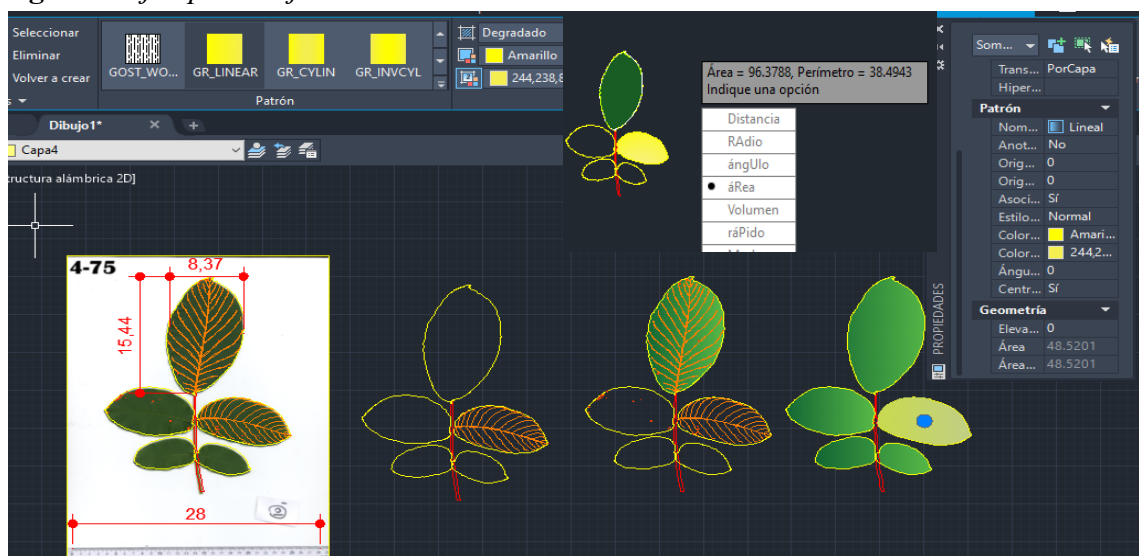 Seleccionar
Eliminar
Volver a crear
GOST_WO...
GR_LINEAR
GR_CYLIN
GR_INVCYL
Patrón
Degradado
Amarillo
244,238,8
Dibujo1*
Capa4
tructura alámbrica 2D]
Área = 96.3788, Perímetro = 38.4943
Indique una opción
Distancia
RAdio
ángUlo
áRea
Volumen
ráPido
Som...
Trans... PorCapa
Hiper...
Patrón
Nom... Lineal
Anot... No
Orig... 0
Orig... 0
Asoci... Sí
Estilo... Normal
Color... Amari...
Color... 244,2...
Ángu... 0
Centr... Sí
Geometría
Eleva... 0
Área 48.5201
Área... 48.5201
PROPIEDADES
4-75
8,37
15,44
28